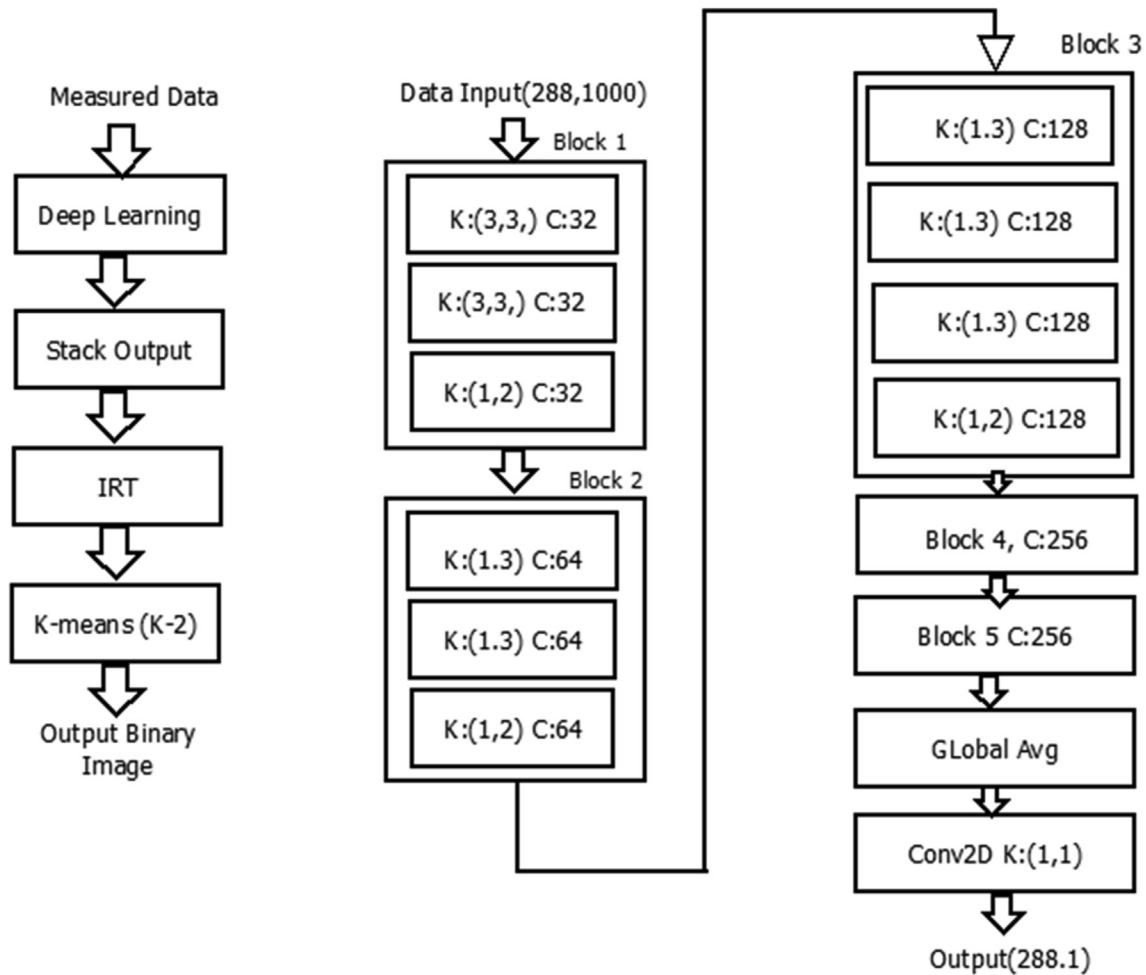 Measured Data
Deep Learning
Stack Output
IRT
K-means (K-2)
Output Binary
Image
Data Input(288,1000)
Block 1
K:(3,3,) C:32
K:(3,3,) C:32
K:(1,2) C:32
Block 2
K:(1.3) C:64
K:(1.3) C:64
K:(1,2) C:64
Block 3
K:(1.3) C:128
K:(1.3) C:128
K:(1.3) C:128
K:(1,2) C:128
Block 4, C:256
Block 5 C:256
GLobal Avg
Conv2D K:(1,1)
Output(288.1)